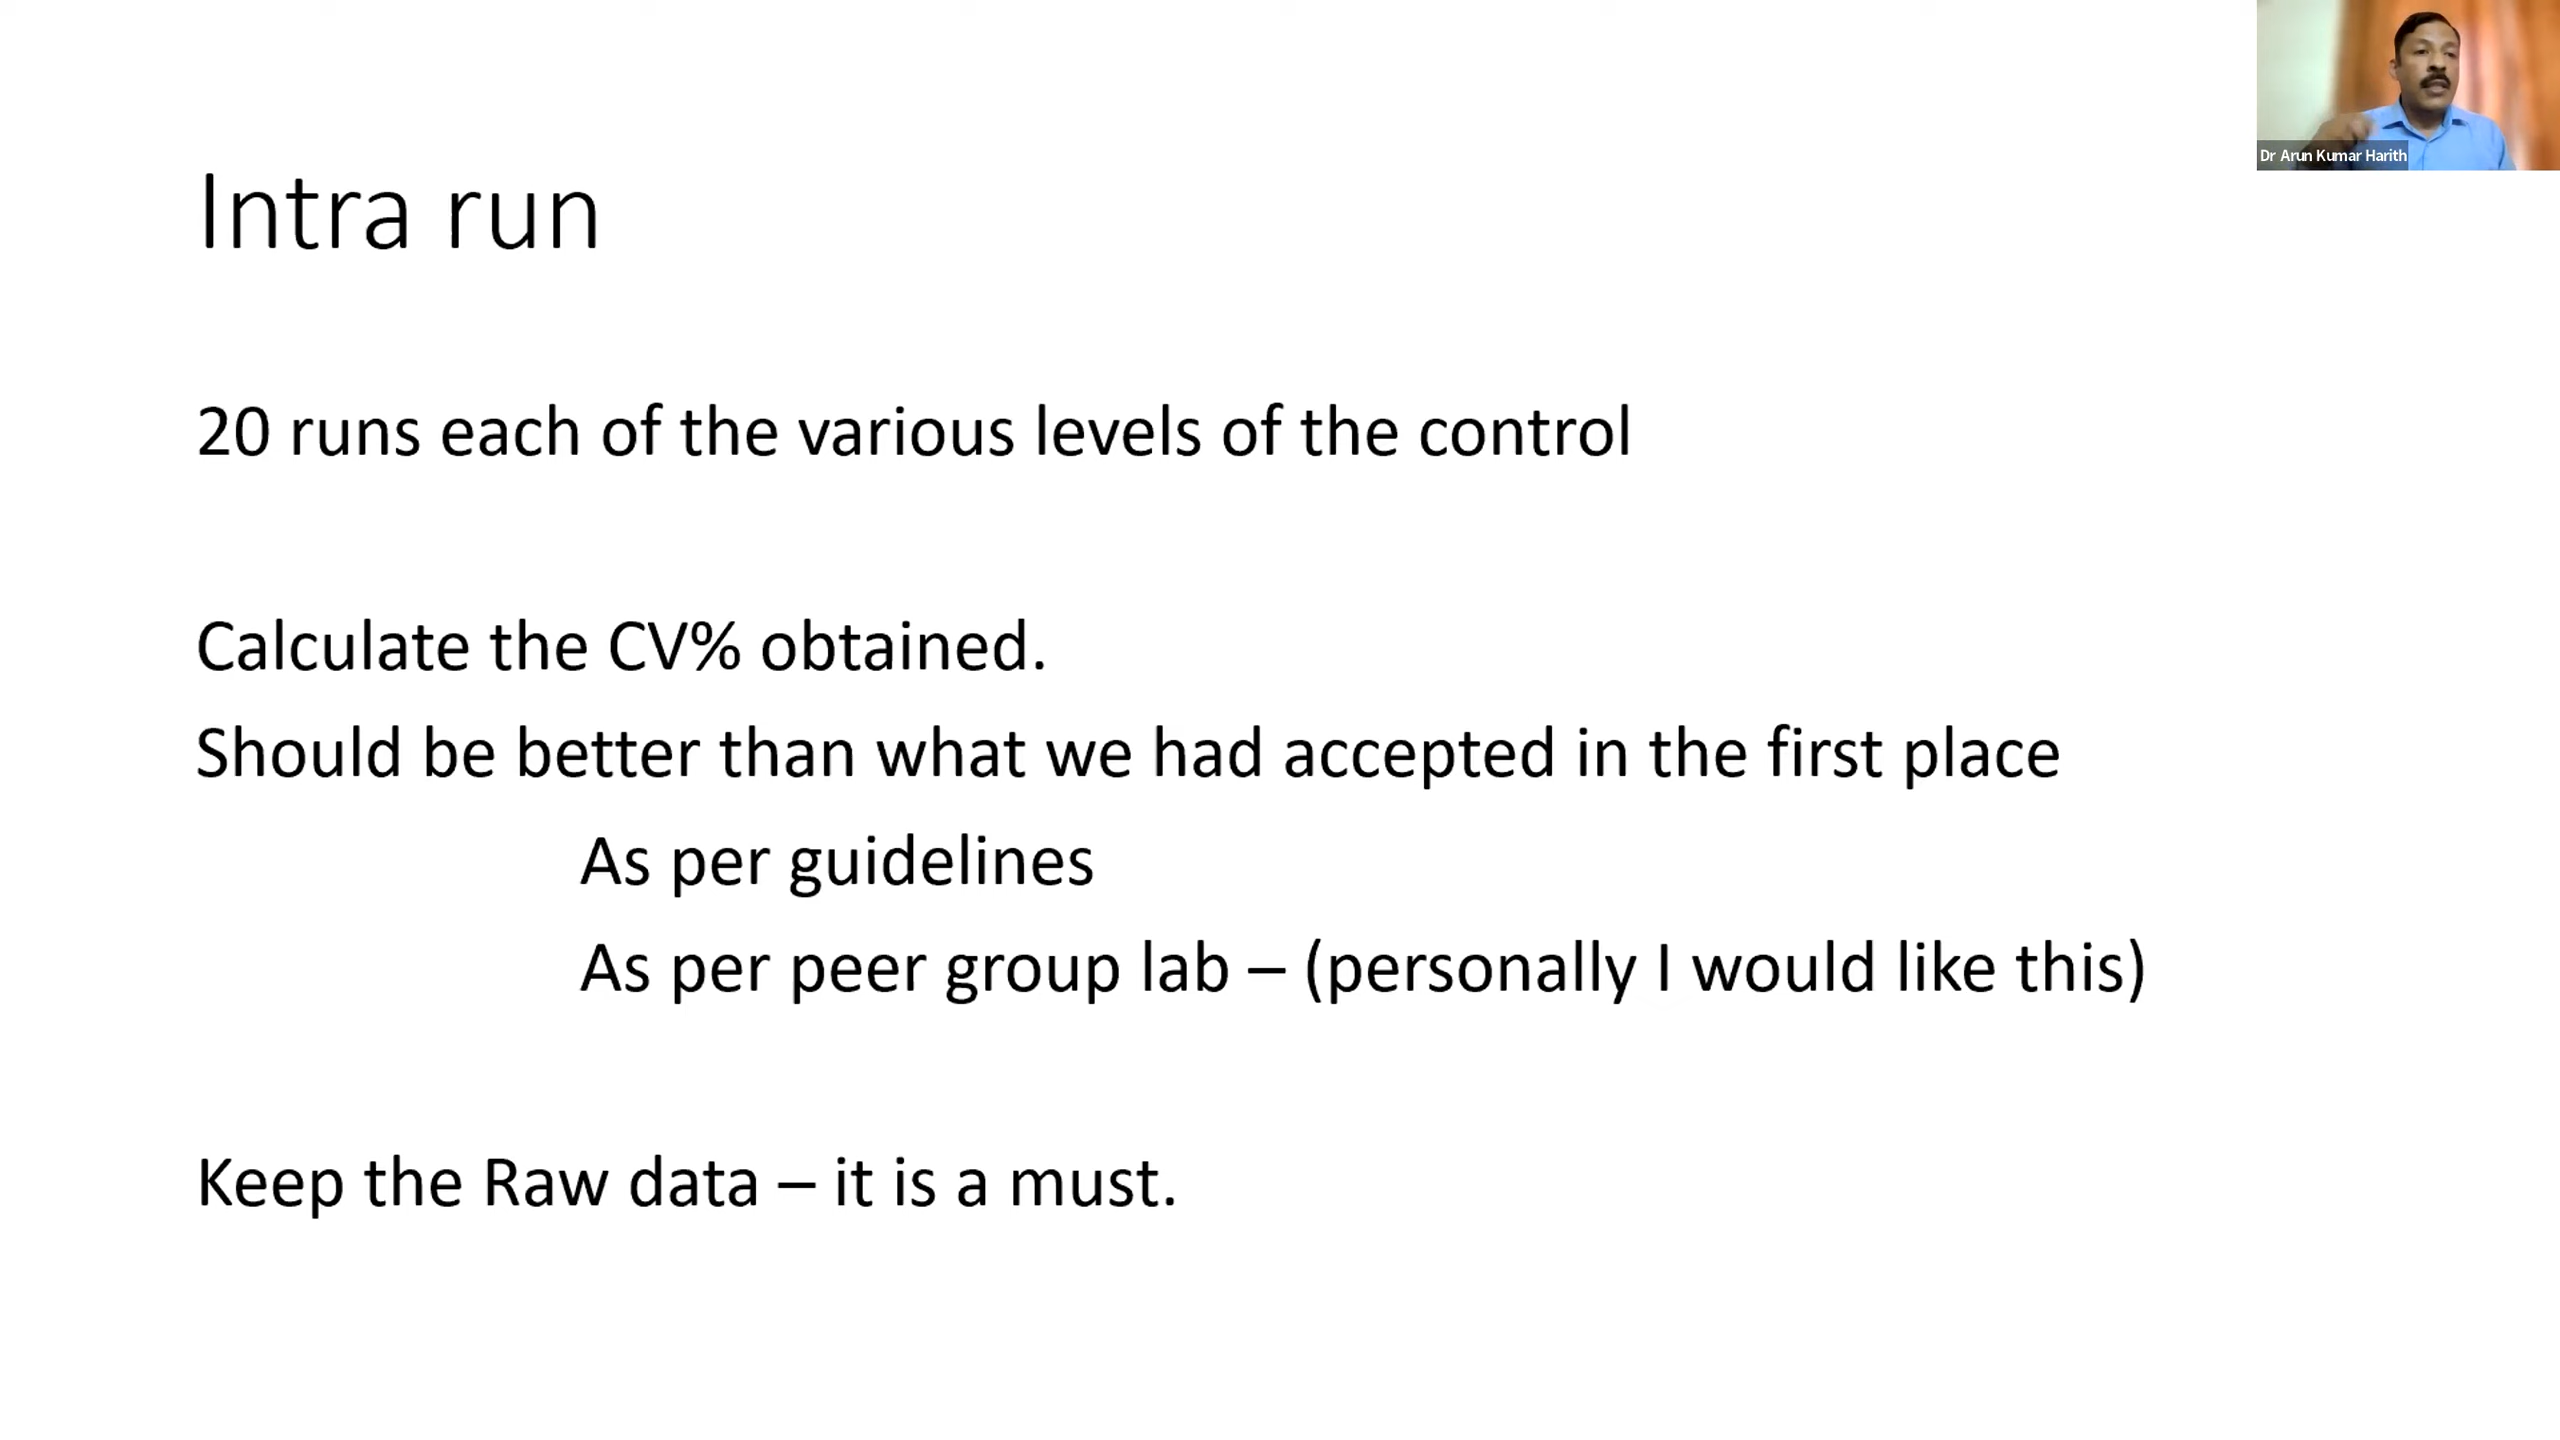 Dr Arun Kumar Harith
Intra run
20 runs each of the various levels of the control
Calculate the CV% obtained.
Should be better than what we had accepted in the first place
As per guidelines
As per peer group lab – (personally I would like this)
Keep the Raw data – it is a must.